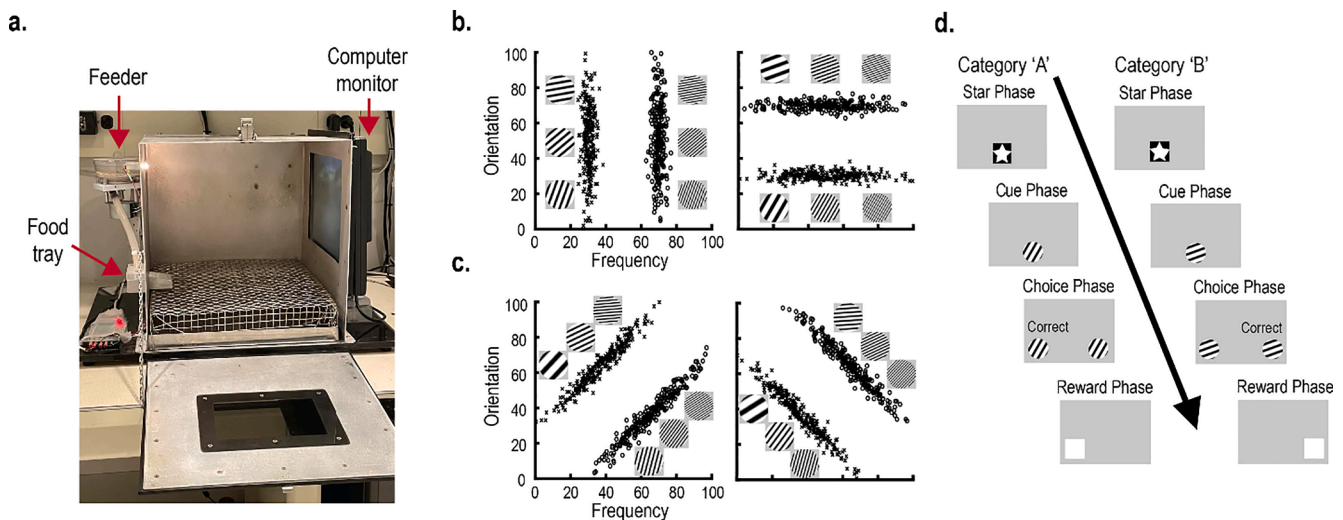 a.
Feeder
Computer
monitor
Food
tray
b.
Orientation
100
80
60
40
20
0
0 20 40 60 80 100
Frequency
c.
Orientation
100
80
60
40
20
0
0 20 40 60 80 100
Frequency
d.
Category ‘A’ Category ‘B’
Star Phase Star Phase
Cue Phase Cue Phase
Choice Phase Choice Phase
Correct Correct
Reward Phase Reward Phase